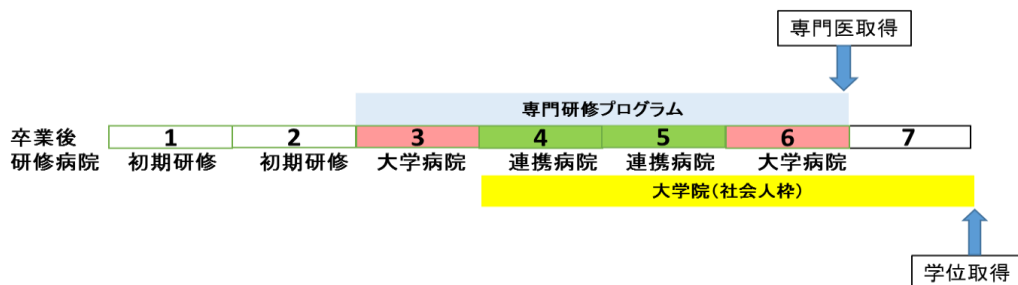 専門医取得
専門研修プログラム
卒業後 1 2 3 4 5 6 7
研修病院 初期研修 初期研修 大学病院 連携病院 連携病院 大学病院
大学院(社会人枠)
学位取得